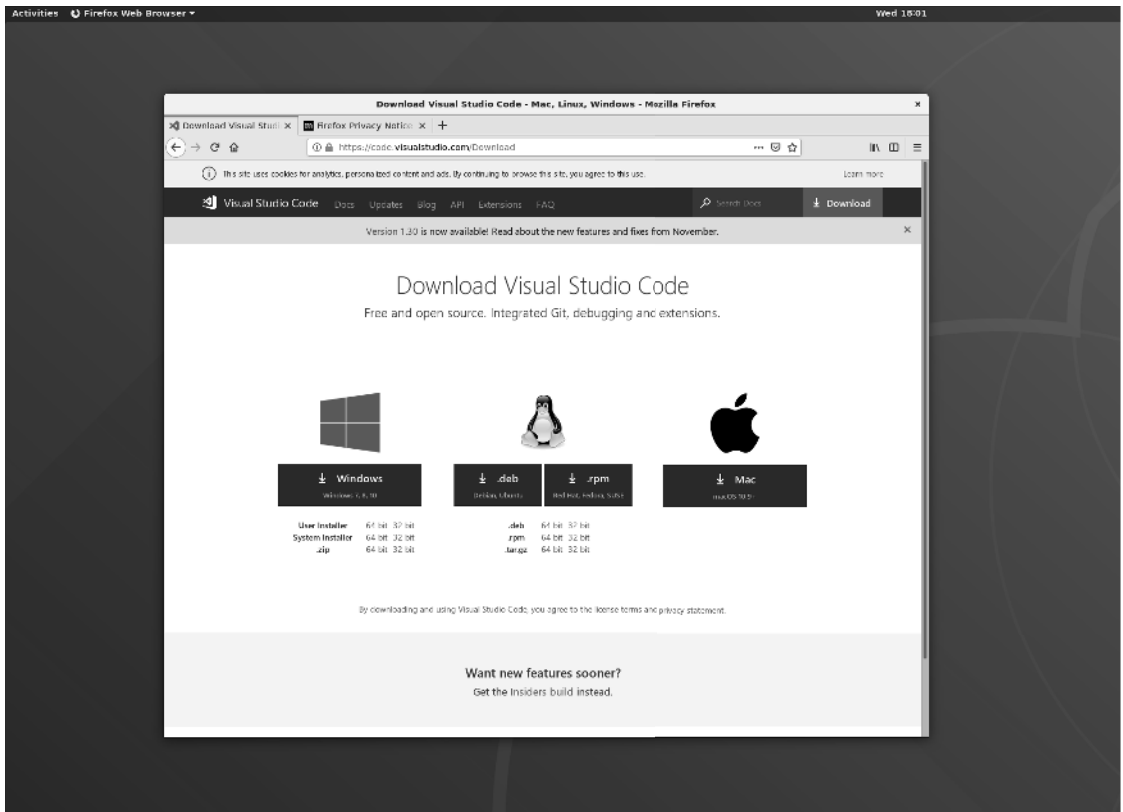 Activities Firefox Web Browser
Wed 16:01
Download Visual Studio Code - Mac, Linux, Windows - Mozilla Firefox
Download Visual Studi Firefox Privacy Notice
https://code.visualstudio.com/Download
This site uses cookies for analytics, personalized content and ads. By continuing to browse this site, you agree to this use. Learn more
Visual Studio Code Docs Updates Blog API Extensions FAQ Search Docs Download
Version 1.30 is now available! Read about the new features and fixes from November.
Download Visual Studio Code
Free and open source. Integrated Git, debugging and extensions.
Windows
Windows 7, 8, 10
.deb
Debian, Ubuntu
.rpm
Red Hat, Fedora, SUSE
Mac
macOS 10.9+
User Installer 64 bit 32 bit
System Installer 64 bit 32 bit
.zip 64 bit 32 bit
.deb 64 bit 32 bit
.rpm 64 bit 32 bit
.tar.gz 64 bit 32 bit
By downloading and using Visual Studio Code, you agree to the license terms and privacy statement.
Want new features sooner?
Get the Insiders build instead.